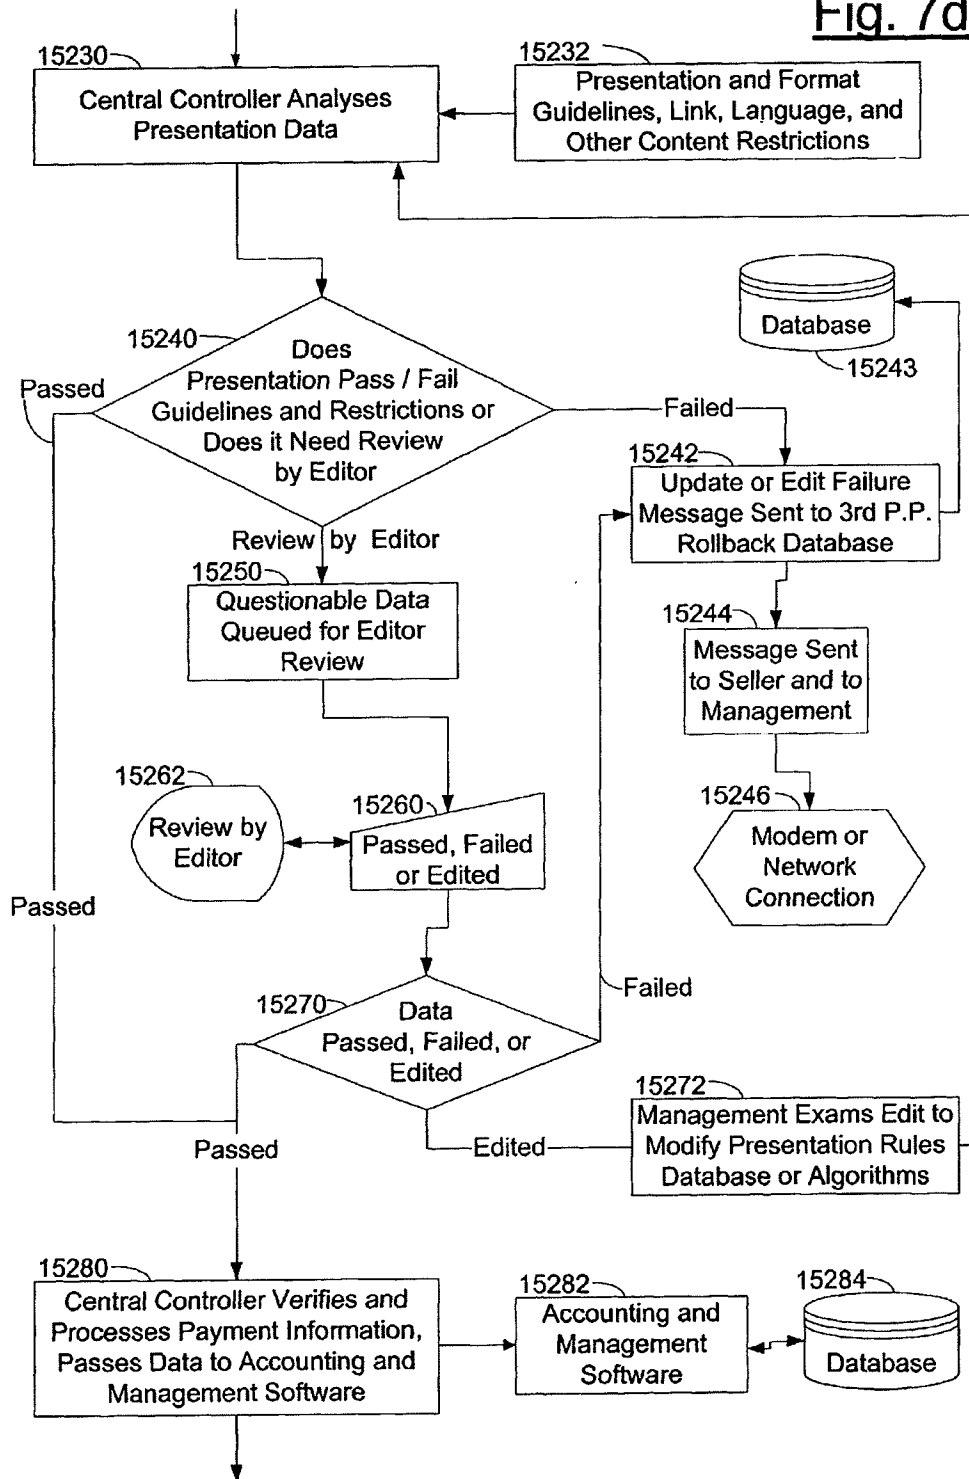 Fig. 7d
15230
Central Controller Analyses
Presentation Data
15232
Presentation and Format
Guidelines, Link, Language, and
Other Content Restrictions
Database
15243
15240
Does
Presentation Pass / Fail
Guidelines and Restrictions or
Does it Need Review
by Editor
Passed
Failed
15242
Update or Edit Failure
Message Sent to 3rd P.P.
Rollback Database
Review by Editor
15250
Questionable Data
Queued for Editor
Review
15244
Message Sent
to Seller and to
Management
15262
Review by
Editor
15260
Passed, Failed
or Edited
15246
Modem or
Network
Connection
Passed
Failed
15270
Data
Passed, Failed, or
Edited
15272
Management Exams Edit to
Modify Presentation Rules
Database or Algorithms
Passed
Edited
15280
Central Controller Verifies and
Processes Payment Information,
Passes Data to Accounting and
Management Software
15282
Accounting and
Management
Software
15284
Database